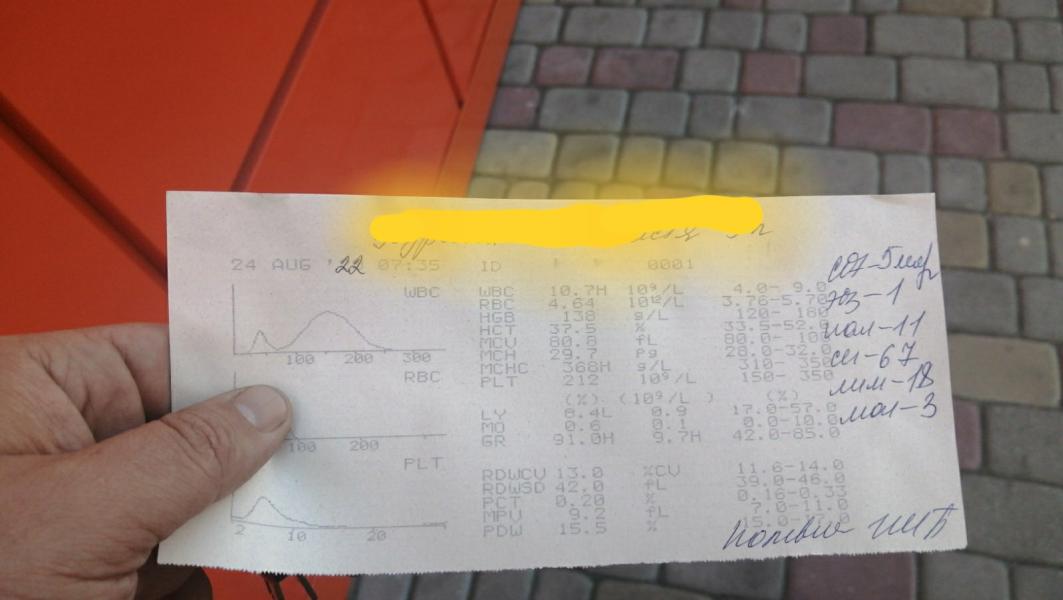 24 AUG '22 07:35 ID 0001
WBC
WBC 10.7H 10⁹/L 4.0- 9.0
RBC 4.64 10¹²/L 3.76-5.70
HGB 138 g/L 120- 180
HCT 37.5 % 33.5-52.0
MCV 80.8 fL 80.0- 100
MCH 29.7 Pg 28.0-32.0
MCHC 368H g/L 310- 350
PLT 212 10⁹/L 150- 350
100 200 300
RBC
(%) (10⁹/L ) (%)
LY 8.4L 0.9 17.0-57.0
MO 0.6 0.1 0.0-10.0
GR 91.0H 9.7H 42.0-85.0
100 200
PLT
RDWCV 13.0 %CV 11.6-14.0
RDWSD 42.0 fL 39.0-46.0
PCT 0.20 % 0.16-0.33
MPV 9.2 fL 7.0-11.0
PDW 15.5 % 15.0-17.0
2 10 20
СОЭ-5мм/
эоз-1
пал-11
сег-67
лим-18
мон-3